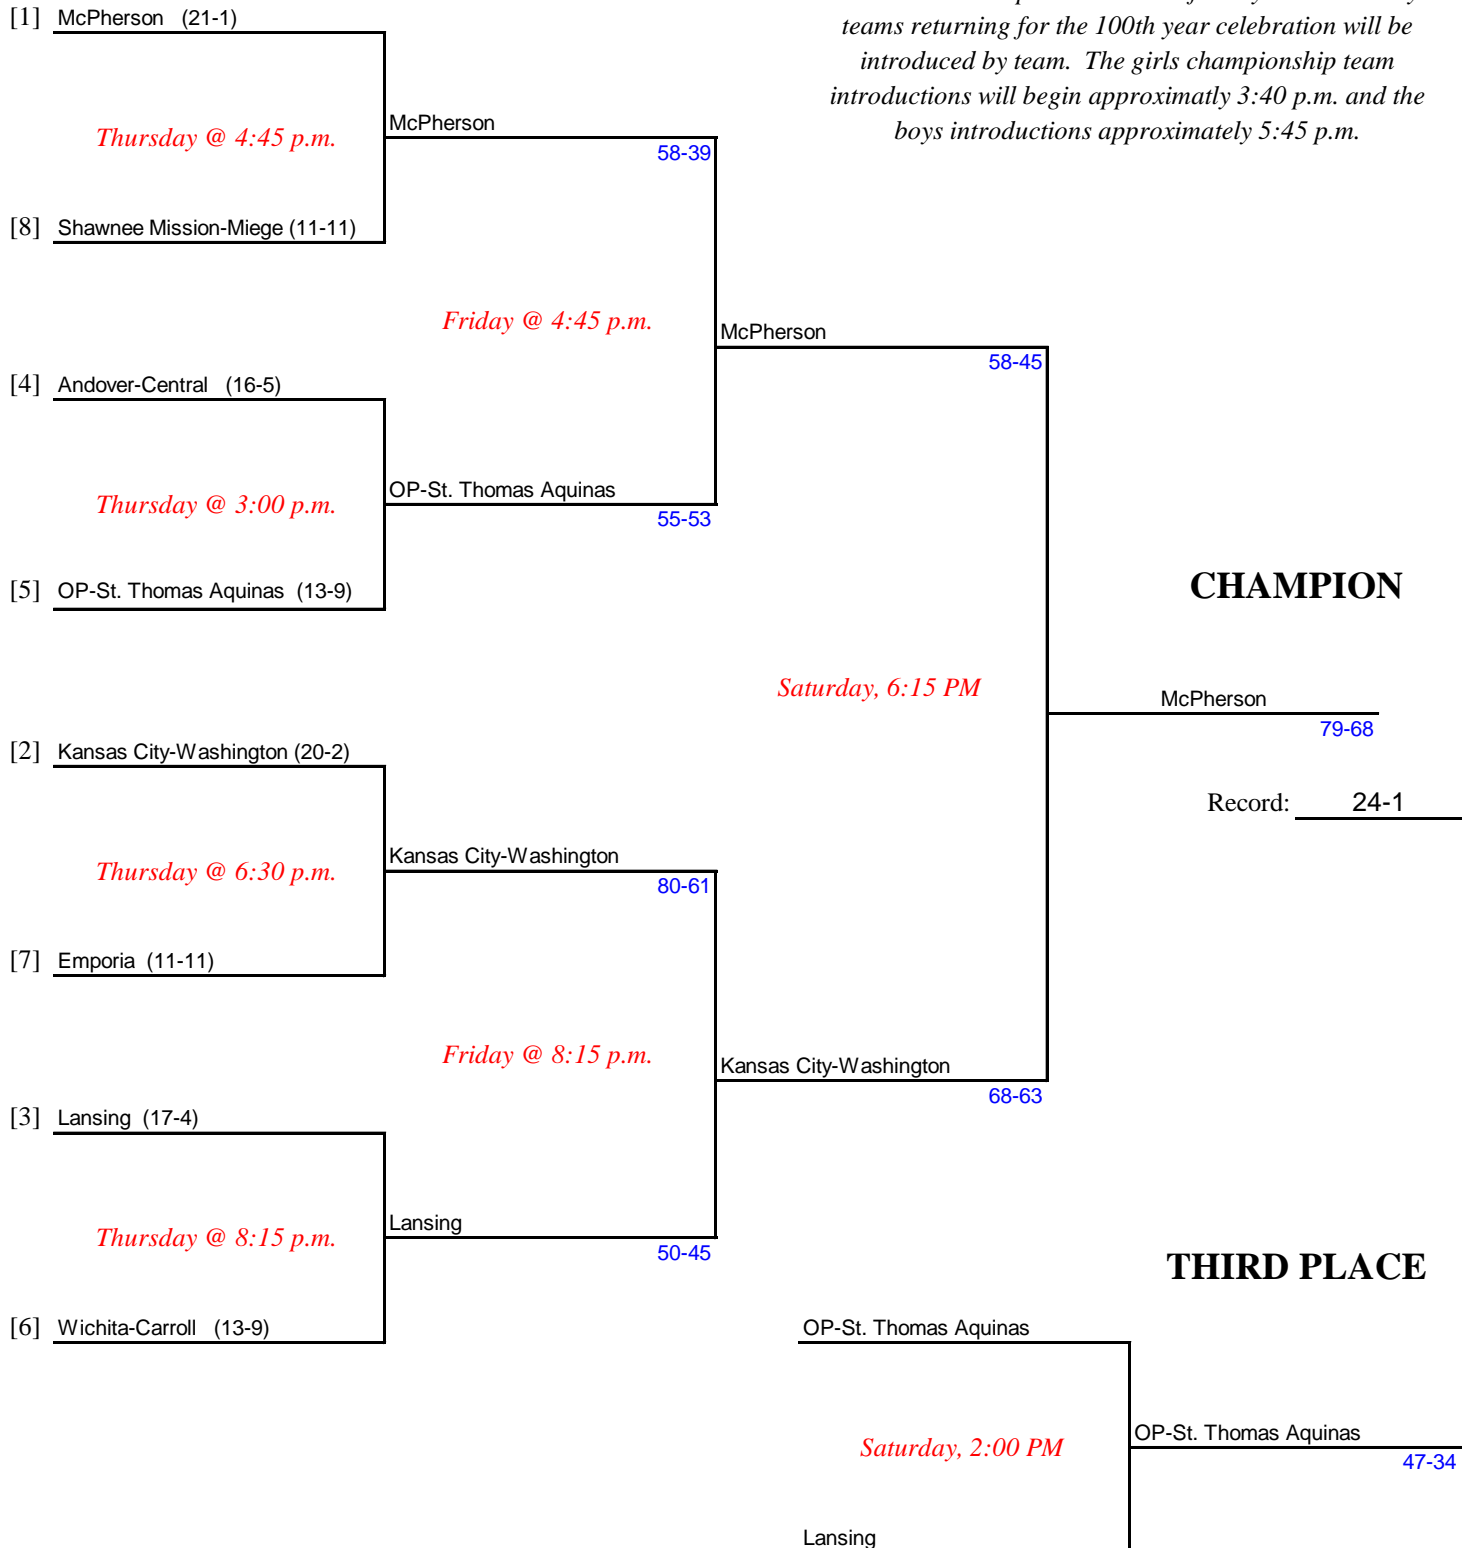 [1] McPherson (21-1)
teams returning for the 100th year celebration will be
introduced by team. The girls championship team
introductions will begin approximatly 3:40 p.m. and the
boys introductions approximately 5:45 p.m.
McPherson
Thursday @ 4:45 p.m.
58-39
[8] Shawnee Mission-Miege (11-11)
Friday @ 4:45 p.m.
McPherson
58-45
[4] Andover-Central (16-5)
OP-St. Thomas Aquinas
Thursday @ 3:00 p.m.
55-53
[5] OP-St. Thomas Aquinas (13-9)
CHAMPION
Saturday, 6:15 PM
McPherson
79-68
[2] Kansas City-Washington (20-2)
Record: 24-1
Kansas City-Washington
Thursday @ 6:30 p.m.
80-61
[7] Emporia (11-11)
Friday @ 8:15 p.m.
Kansas City-Washington
68-63
[3] Lansing (17-4)
Lansing
Thursday @ 8:15 p.m.
50-45
THIRD PLACE
[6] Wichita-Carroll (13-9)
OP-St. Thomas Aquinas
OP-St. Thomas Aquinas
Saturday, 2:00 PM
47-34
Lansing